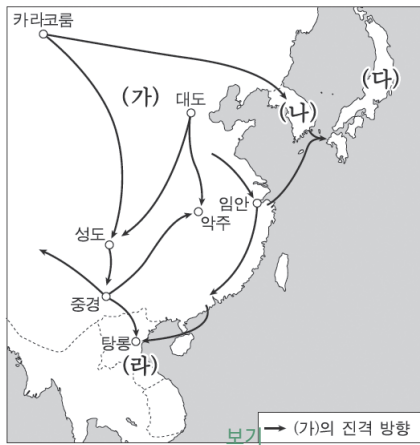 카라코룸
(가)
대도
(나)
(다)
임안
악주
성도
중경
탕롱
(라)
보기
(가)의 진격 방향